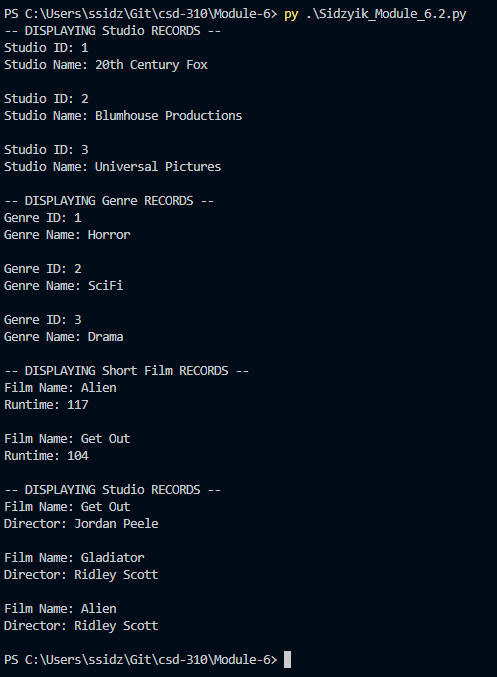 PS C:\Users\ssidz\Git\csd-310\Module-6> py .\Sidzyik_Module_6.2.py
-- DISPLAYING Studio RECORDS --
Studio ID: 1
Studio Name: 20th Century Fox
Studio ID: 2
Studio Name: Blumhouse Productions
Studio ID: 3
Studio Name: Universal Pictures
-- DISPLAYING Genre RECORDS --
Genre ID: 1
Genre Name: Horror
Genre ID: 2
Genre Name: SciFi
Genre ID: 3
Genre Name: Drama
-- DISPLAYING Short Film RECORDS --
Film Name: Alien
Runtime: 117
Film Name: Get Out
Runtime: 104
-- DISPLAYING Studio RECORDS --
Film Name: Get Out
Director: Jordan Peele
Film Name: Gladiator
Director: Ridley Scott
Film Name: Alien
Director: Ridley Scott
PS C:\Users\ssidz\Git\csd-310\Module-6>